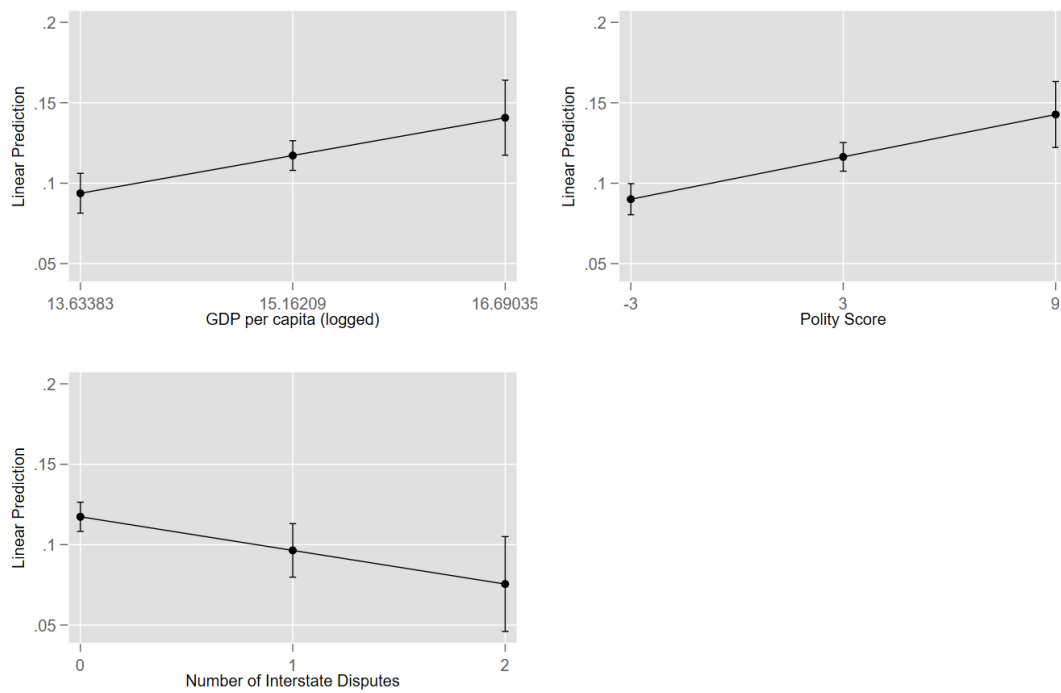 .2
.15
.1
.05
Linear Prediction
13.63383 15.16209 16.69035
GDP per capita (logged)
.2
.15
.1
.05
Linear Prediction
-3 3 9
Polity Score
.2
.15
.1
.05
Linear Prediction
0 1 2
Number of Interstate Disputes